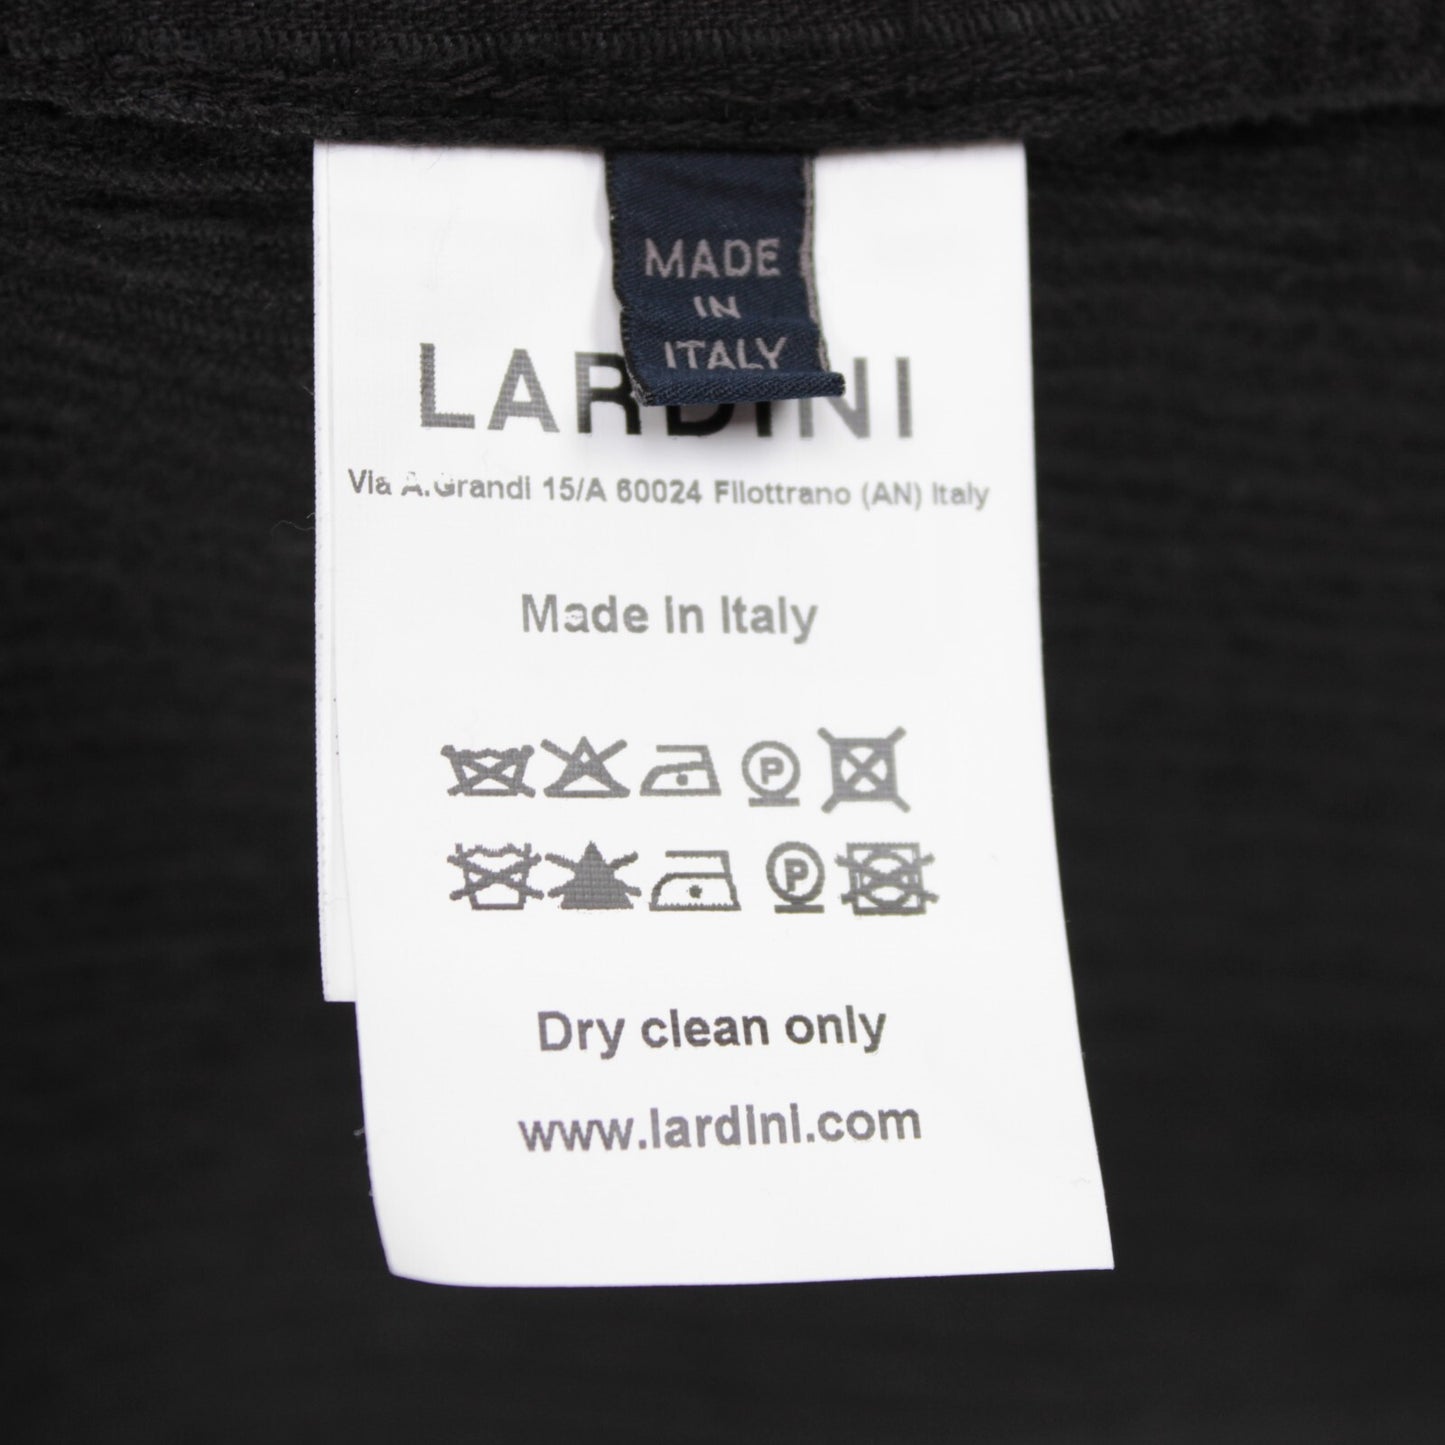 MADE
IN
ITALY
LARDINI
Via A.Grandi 15/A 60024 Filottrano (AN) Italy
Made in Italy
P
P
Dry clean only
www.lardini.com